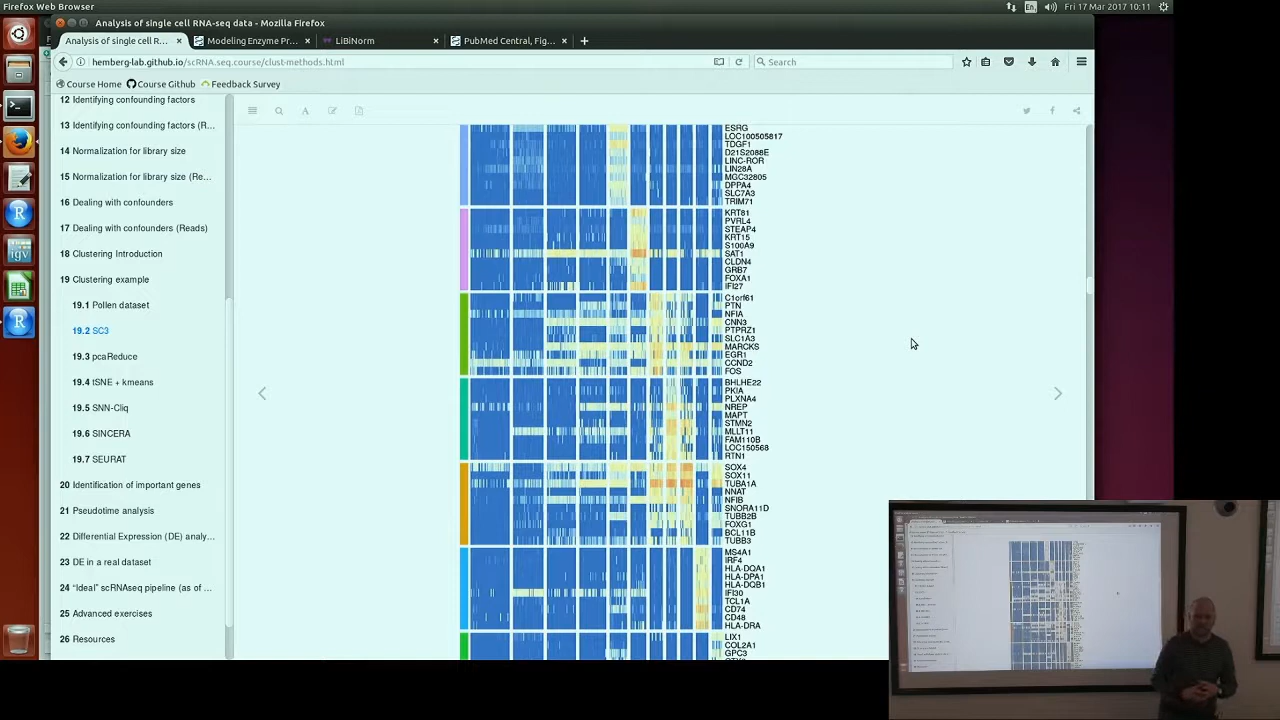 Firefox Web Browser
En
Fri 17 Mar 2017 10:11
Analysis of single cell RNA-seq data - Mozilla Firefox
Analysis of single cell R...
Modeling Enzyme Pr...
LiBiNorm
PubMed Central, Fig...
hemberg-lab.github.io/scRNA.seq.course/clust-methods.html
Search
Course Home
Course Github
Feedback Survey
12 Identifying confounding factors
13 Identifying confounding factors (R...
14 Normalization for library size
15 Normalization for library size (Re...
16 Dealing with confounders
17 Dealing with confounders (Reads)
18 Clustering Introduction
19 Clustering example
19.1 Pollen dataset
19.2 SC3
19.3 pcaReduce
19.4 tSNE + kmeans
19.5 SNN-Cliq
19.6 SINCERA
19.7 SEURAT
20 Identification of important genes
21 Pseudotime analysis
22 Differential Expression (DE) analy...
23 DE in a real dataset
24 “Ideal” scRNAseq pipeline (as of ...
25 Advanced exercises
26 Resources
ESRG
LOC100505817
TDGF1
D21S2088E
LINC-ROR
LIN28A
MGC32805
DPPA4
SLC7A3
TRIM71
KRT81
PVRL4
STEAP4
KRT15
S100A9
SAT1
CLDN4
GRB7
FOXA1
IFI27
C1orf61
PTN
NFIA
CNN3
PTPRZ1
SLC1A3
MARCKS
EGR1
CCND2
FOS
BHLHE22
PKIA
PLXNA4
NREP
MAPT
STMN2
MLLT11
FAM110B
LOC150568
RTN1
SOX4
SOX11
TUBA1A
NNAT
NFIB
SNORA11D
TUBB2B
FOXG1
BCL11B
TUBB3
MS4A1
IRF4
HLA-DQA1
HLA-DPA1
HLA-DQB1
IFI30
TCL1A
CD74
CD48
HLA-DRA
LIX1
COL2A1
GPC3